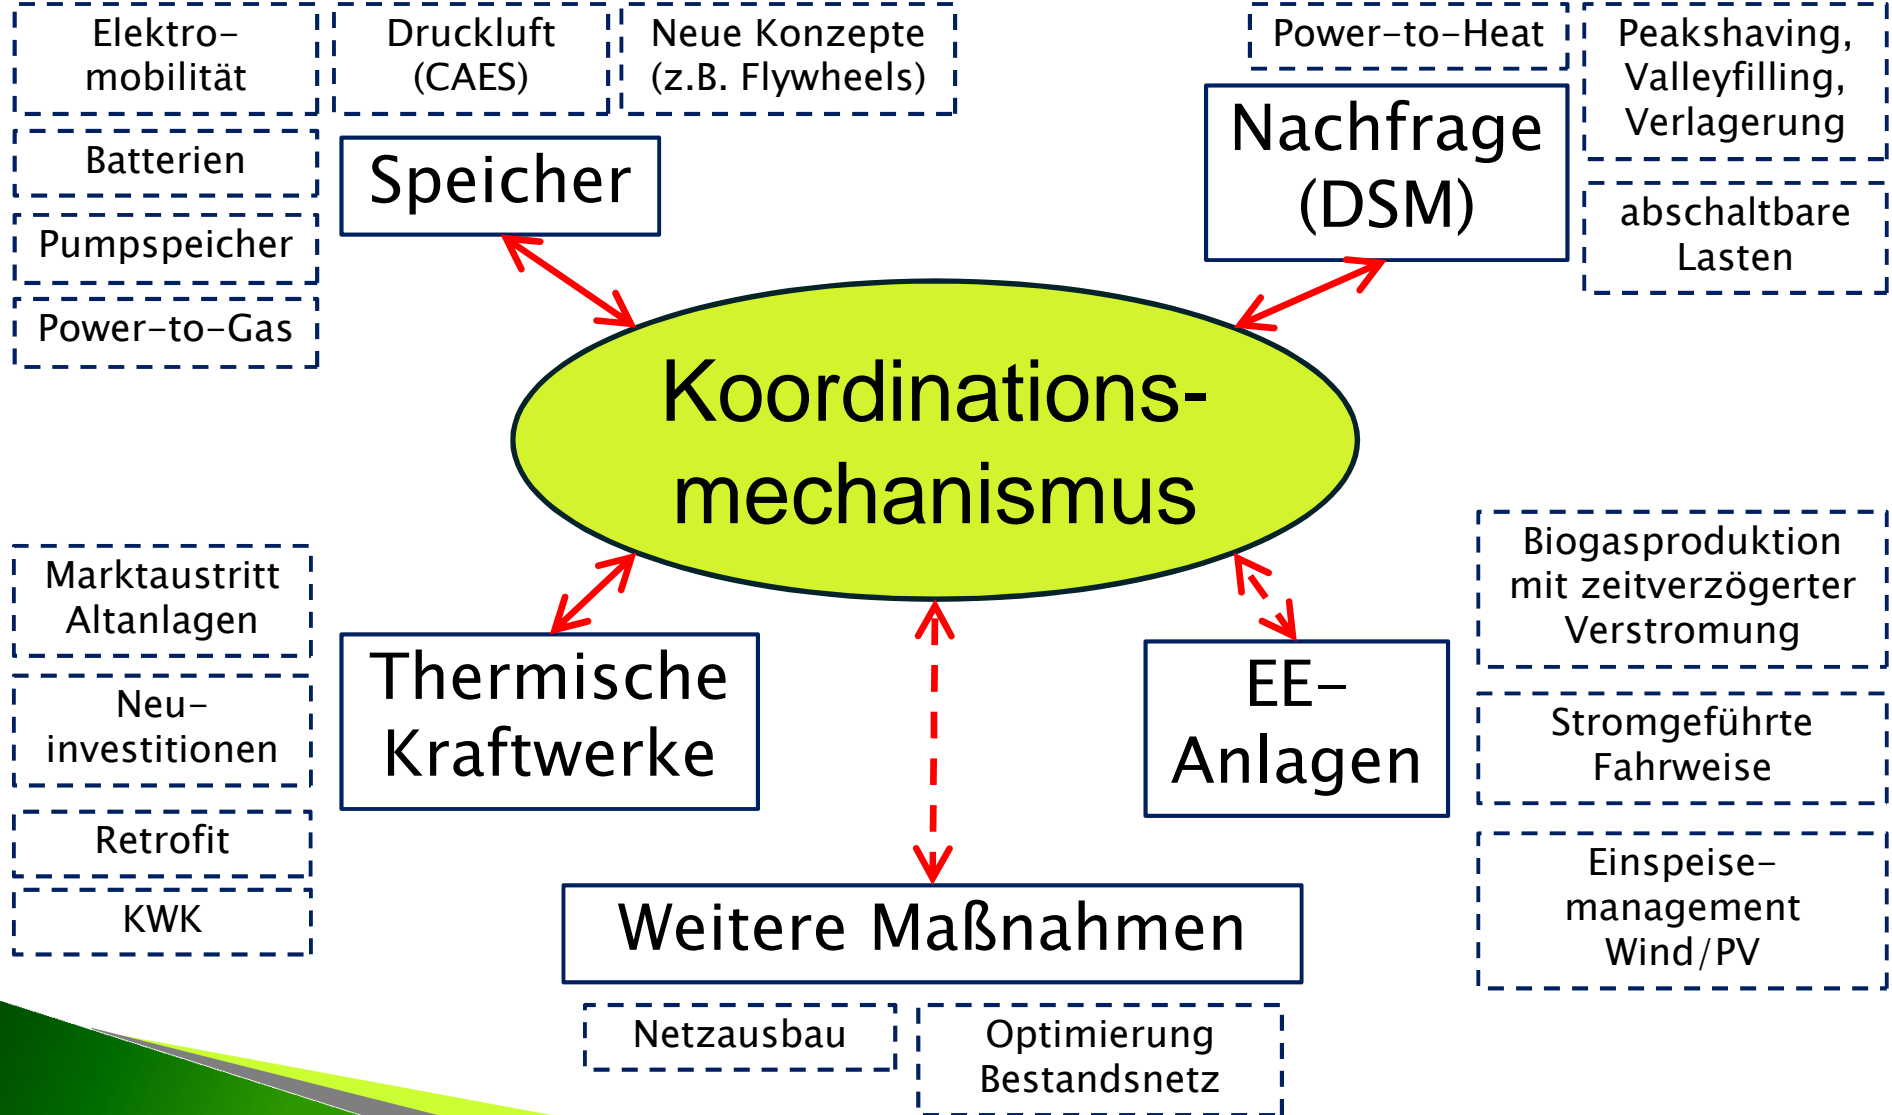 Elektro-
mobilität
Druckluft
(CAES)
Neue Konzepte
(z.B. Flywheels)
Batterien
Pumpspeicher
Power-to-Gas
Speicher
Power-to-Heat
Peakshaving,
Valleyfilling,
Verlagerung
abschaltbare
Lasten
Nachfrage
(DSM)
Koordinations-
mechanismus
Marktaustritt
Altanlagen
Neu-
investitionen
Retrofit
KWK
Thermische
Kraftwerke
EE-
Anlagen
Biogasproduktion
mit zeitverzögerter
Verstromung
Stromgeführte
Fahrweise
Einspeise-
management
Wind/PV
Weitere Maßnahmen
Netzausbau
Optimierung
Bestandsnetz